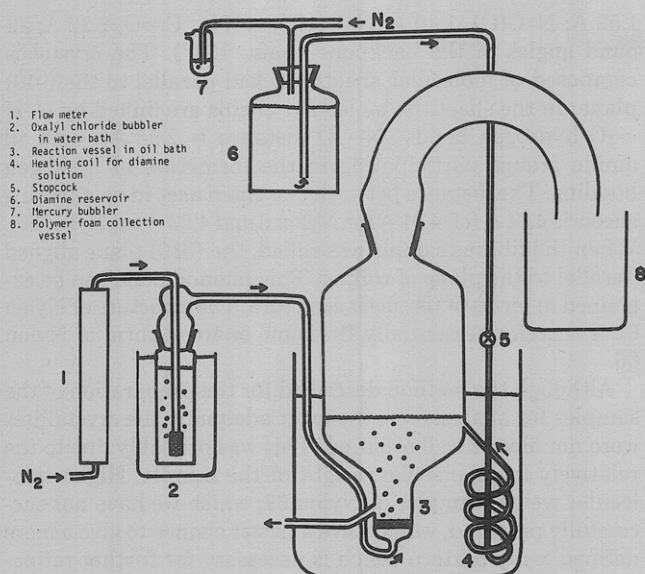 N2
7
6
1. Flow meter
2. Oxalyl chloride bubbler
in water bath
3. Reaction vessel in oil bath
4. Heating coil for diamine
solution
5. Stopcock
6. Diamine reservoir
7. Mercury bubbler
8. Polymer foam collection
vessel
8
5
1
N2
2
3
4